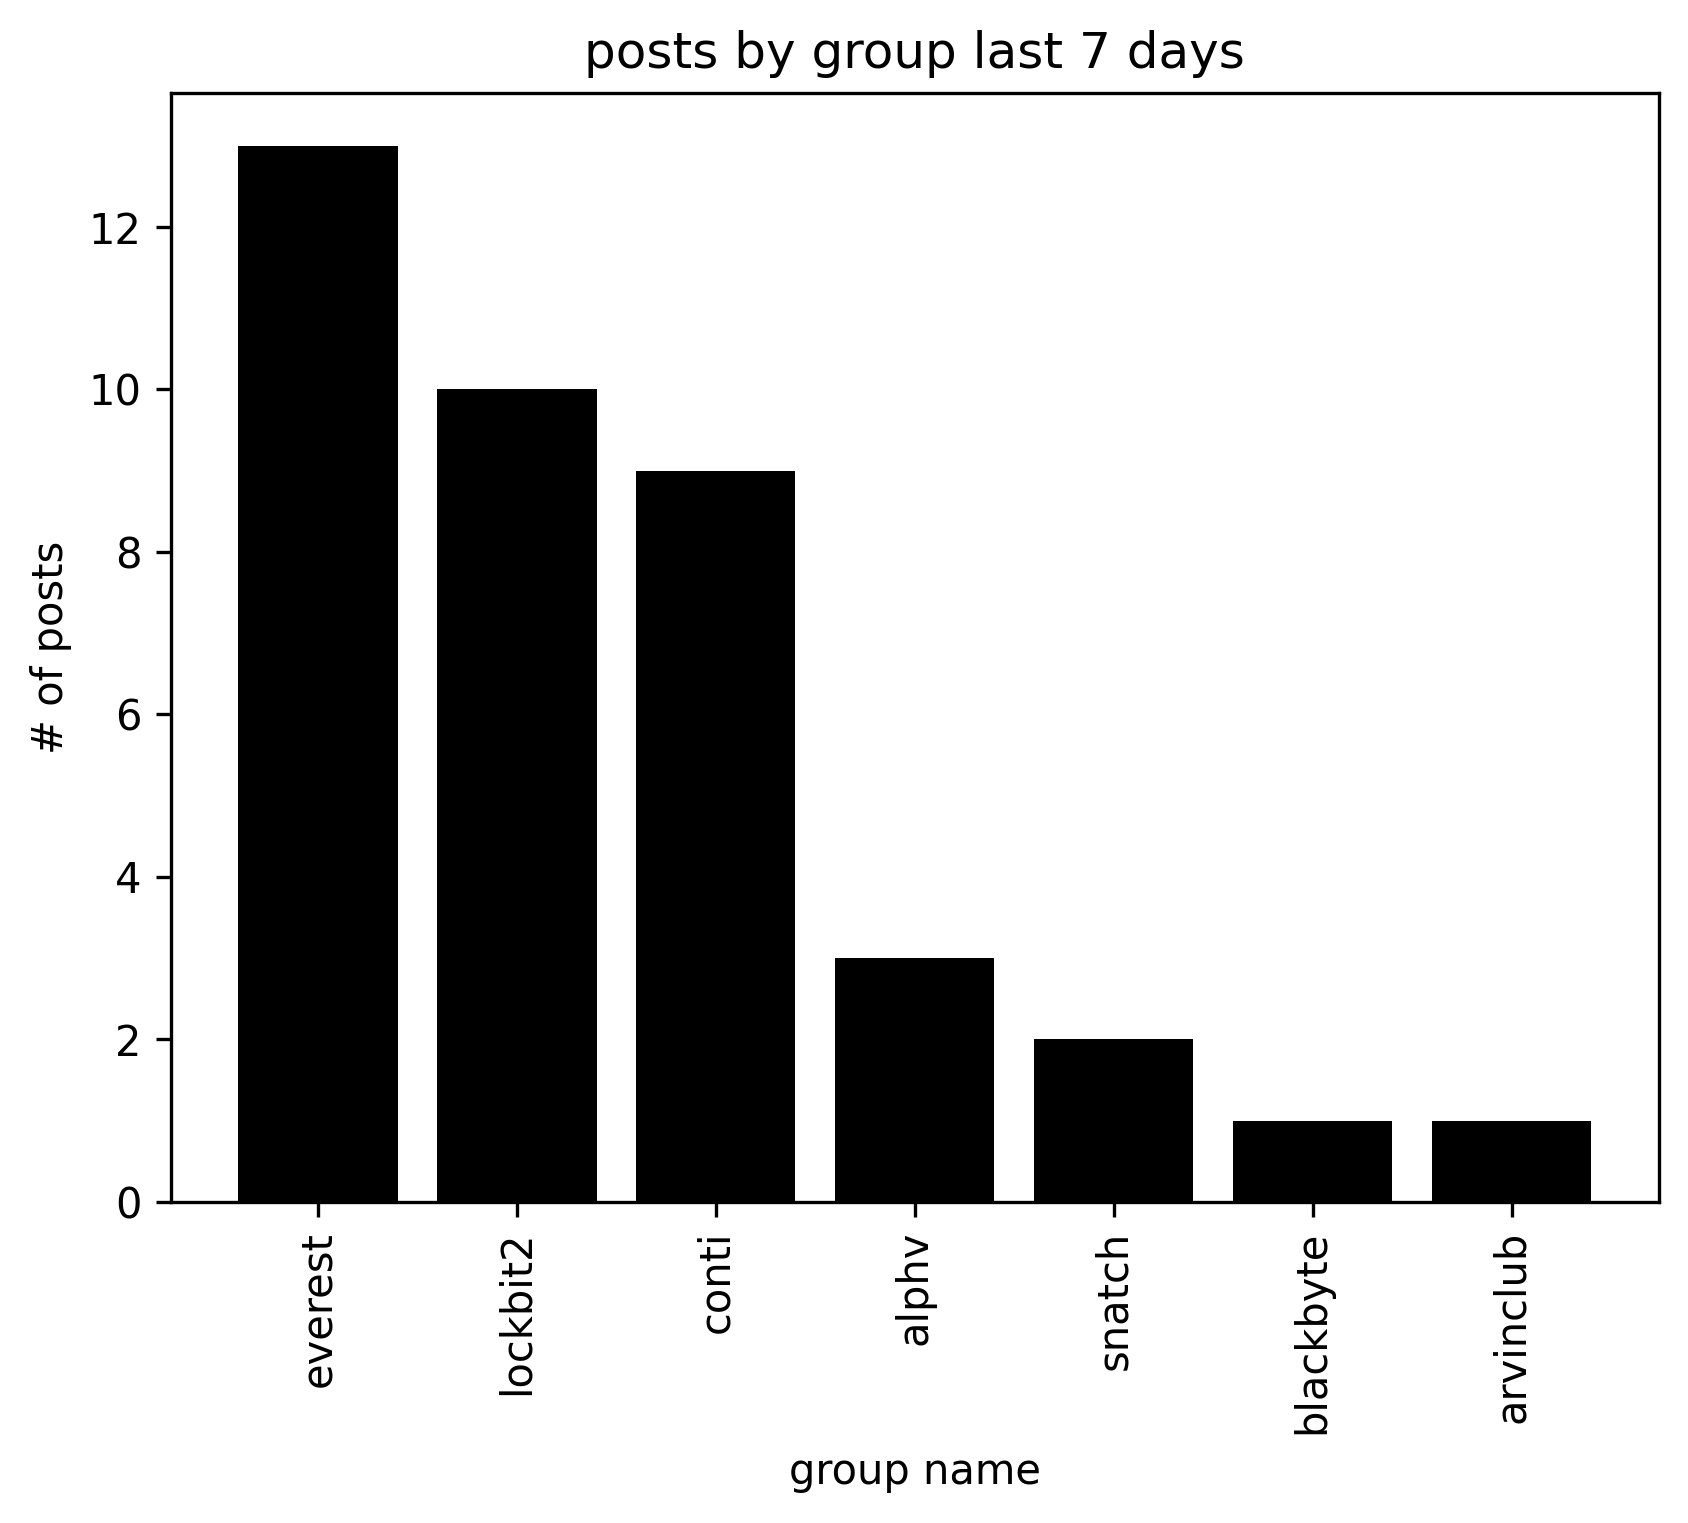 posts by group last 7 days
# of posts
12
10
8
6
4
2
0
everest
lockbit2
conti
alphv
snatch
blackbyte
arvinclub
group name